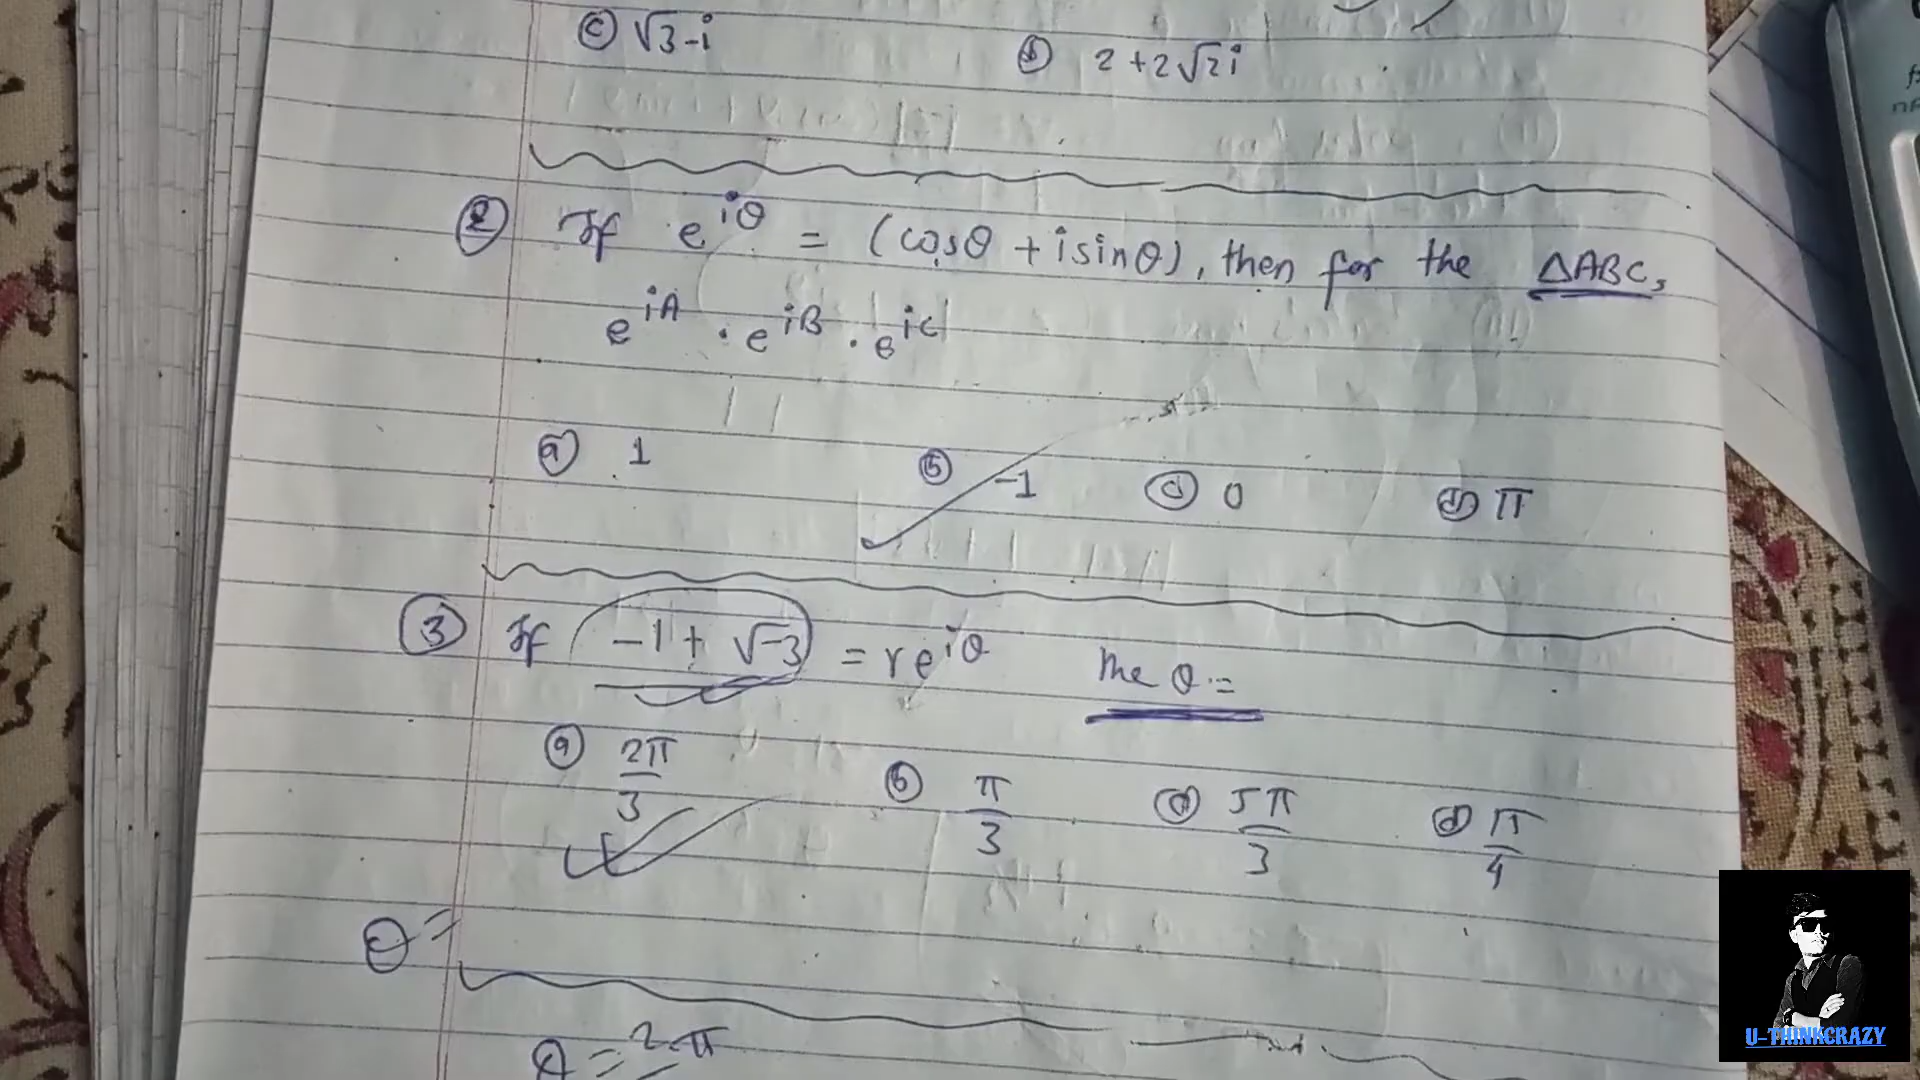 ⓒ √3-i ⓓ 2+2√2i
② If e^iθ = (cosθ + isinθ), then for the ΔABC,
e^iA . e^iB . e^iC
ⓐ 1 ⓑ -1 ⓒ 0 ⓓ π
③ If -1 + √-3 = re^iθ the θ =
ⓐ 2π/3 ⓑ π/3 ⓒ 5π/3 ⓓ π/4
θ =
θ = 2π
U-THINKCRAZY